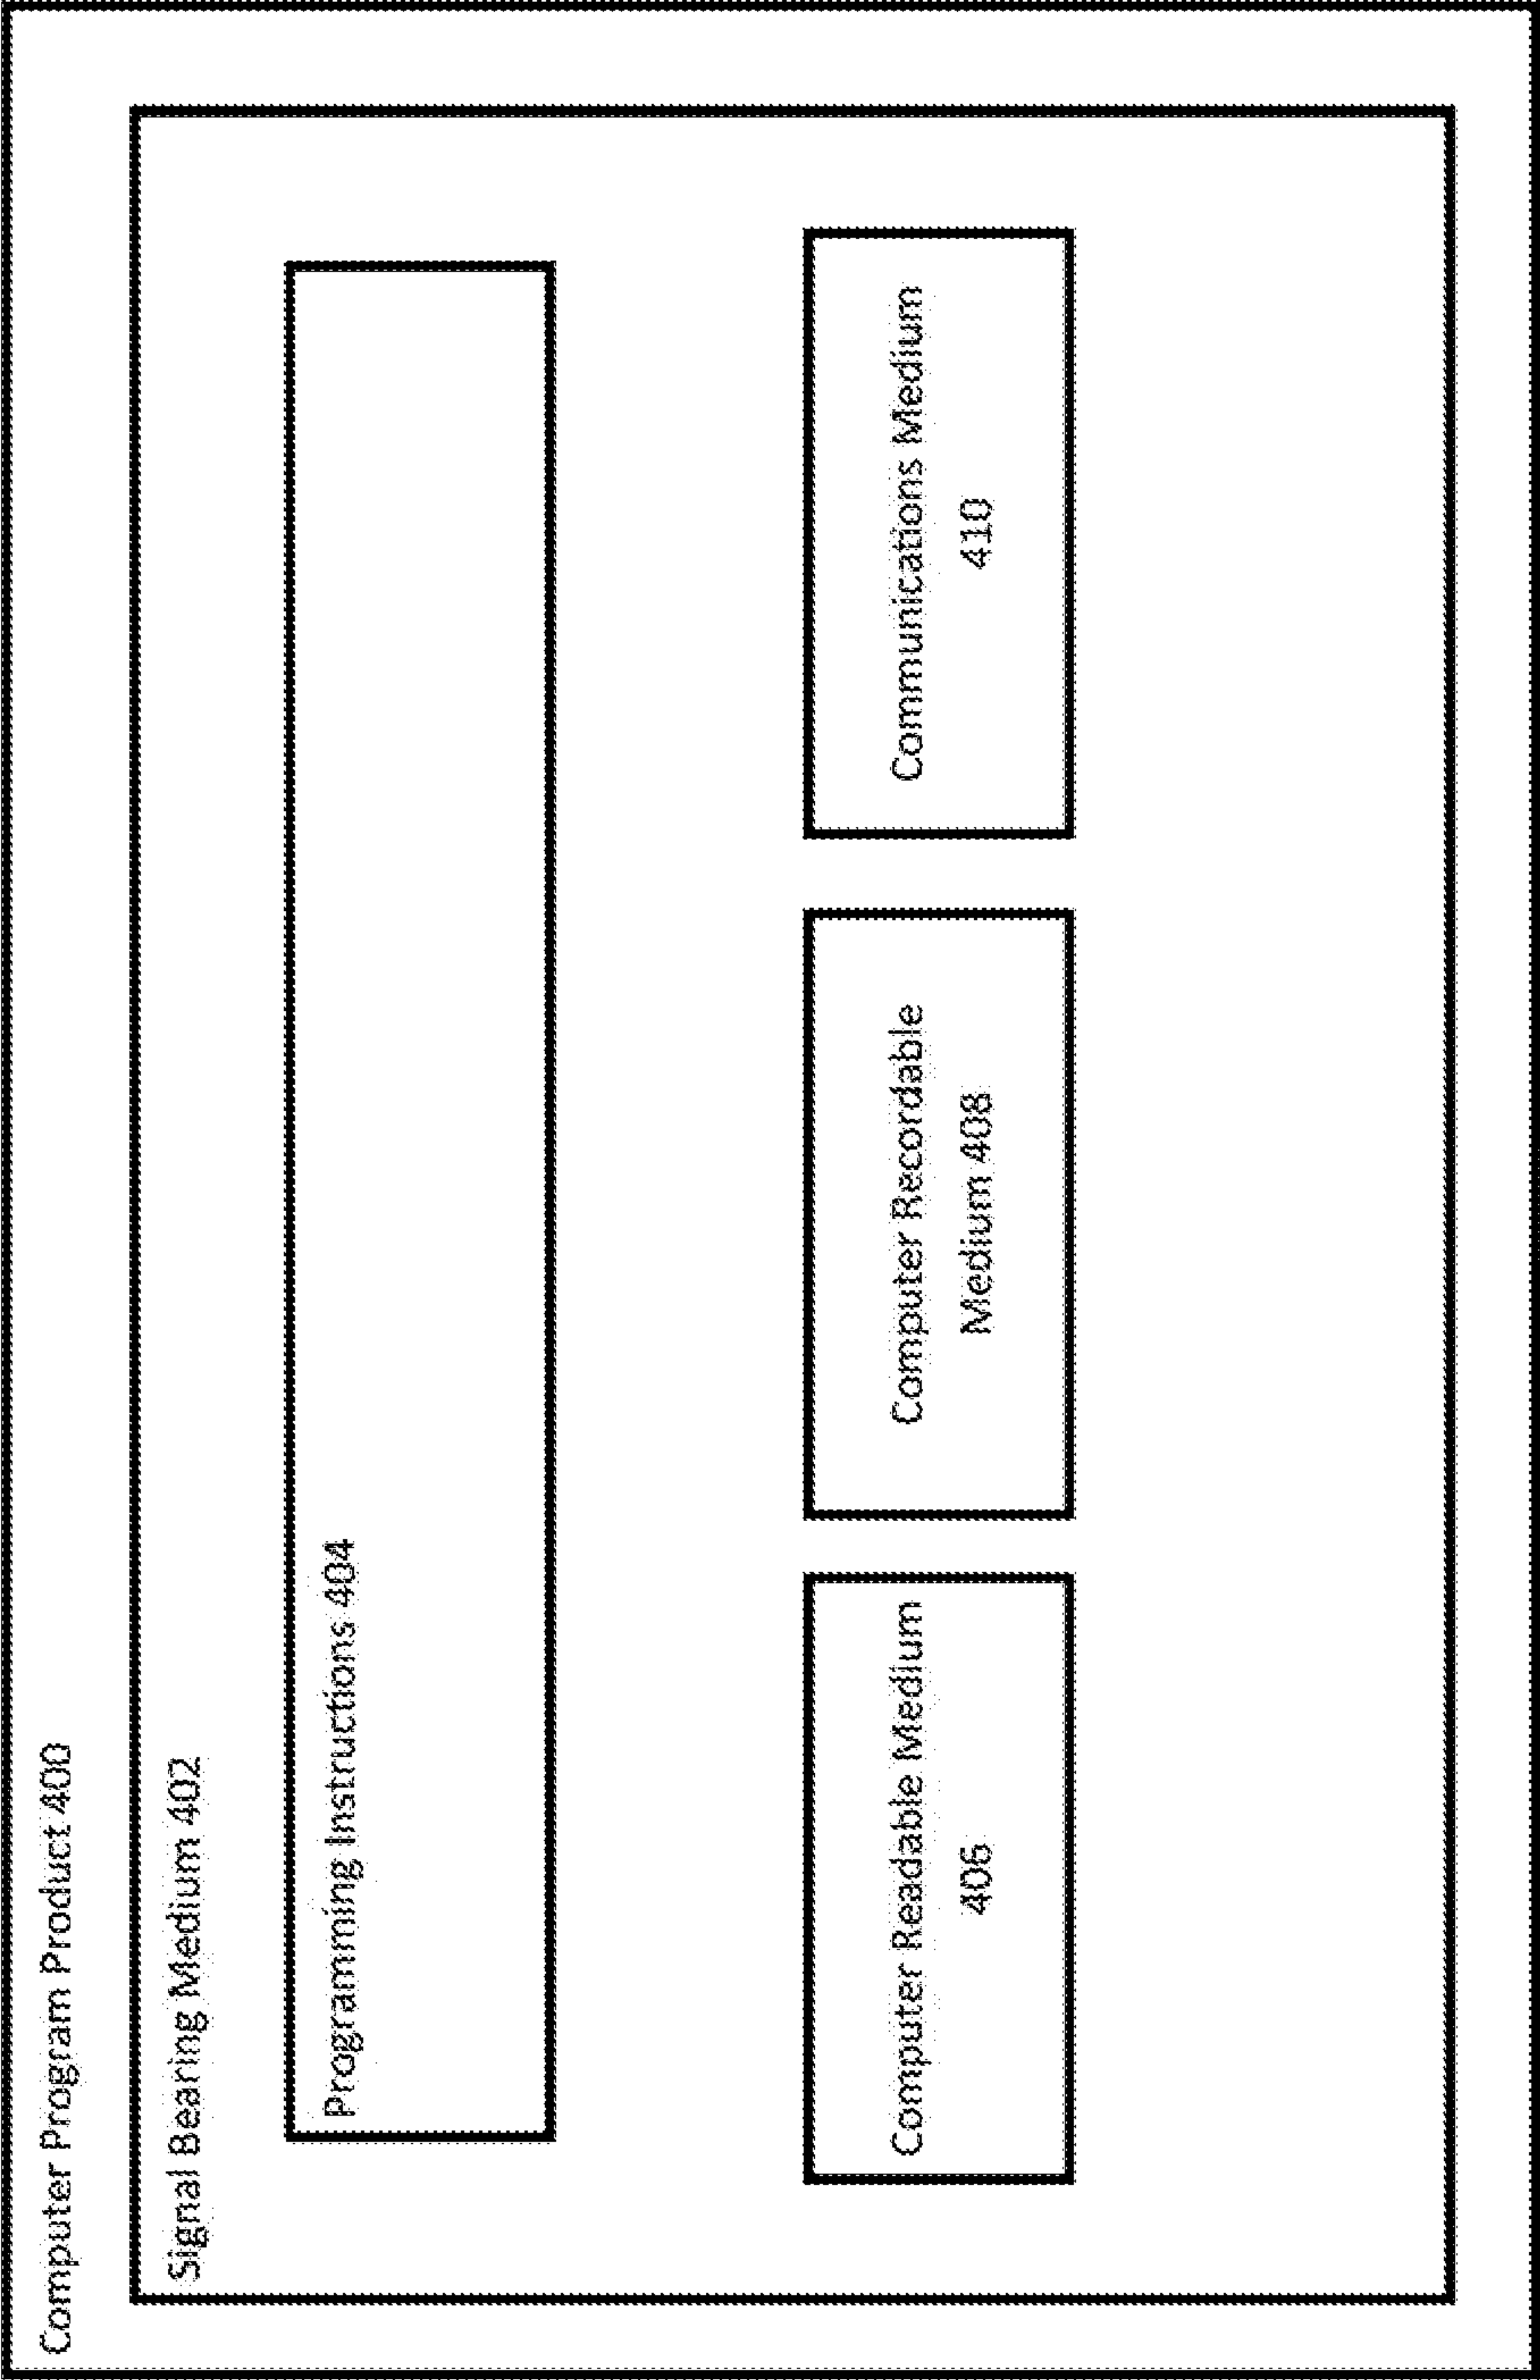 Computer Program Product 400
Signal Bearing Medium 402
Programming Instructions 404
Computer Readable Medium
406
Computer Recordable
Medium 408
Communications Medium
410